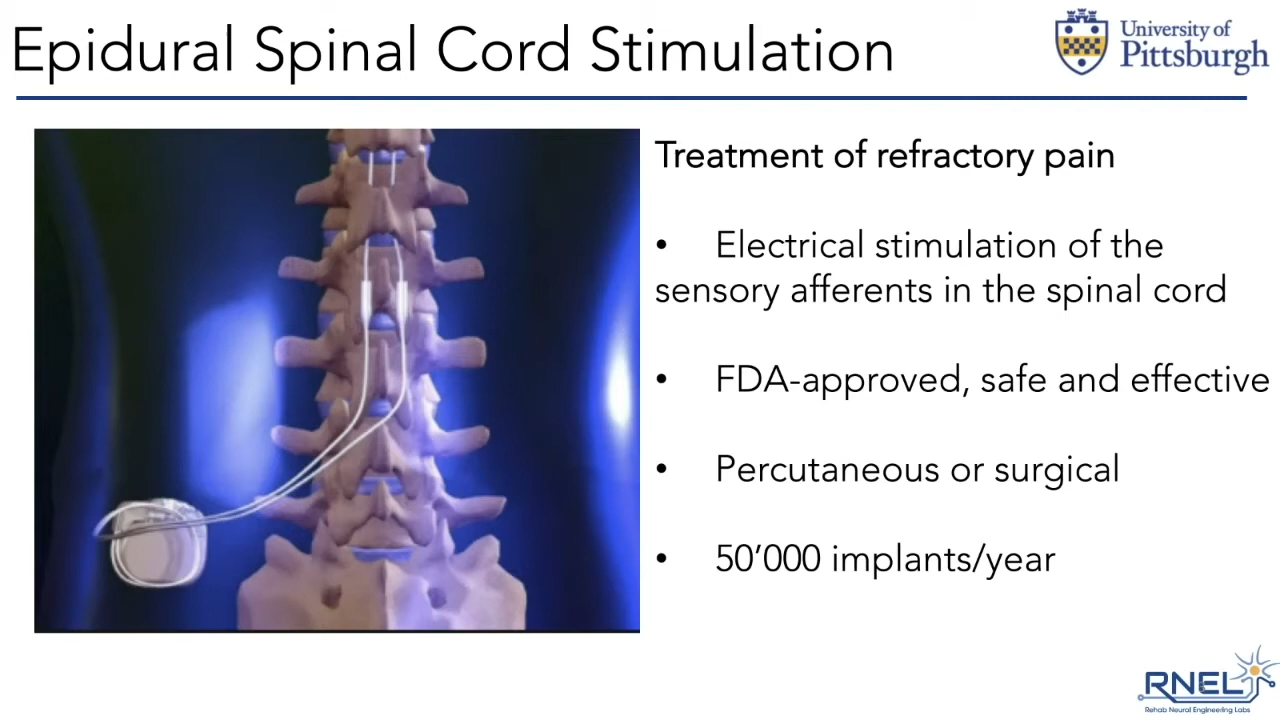 Epidural Spinal Cord Stimulation
University of
Pittsburgh
Treatment of refractory pain
• Electrical stimulation of the
sensory afferents in the spinal cord
• FDA-approved, safe and effective
• Percutaneous or surgical
• 50’000 implants/year
RNEL
Rehab Neural Engineering Labs